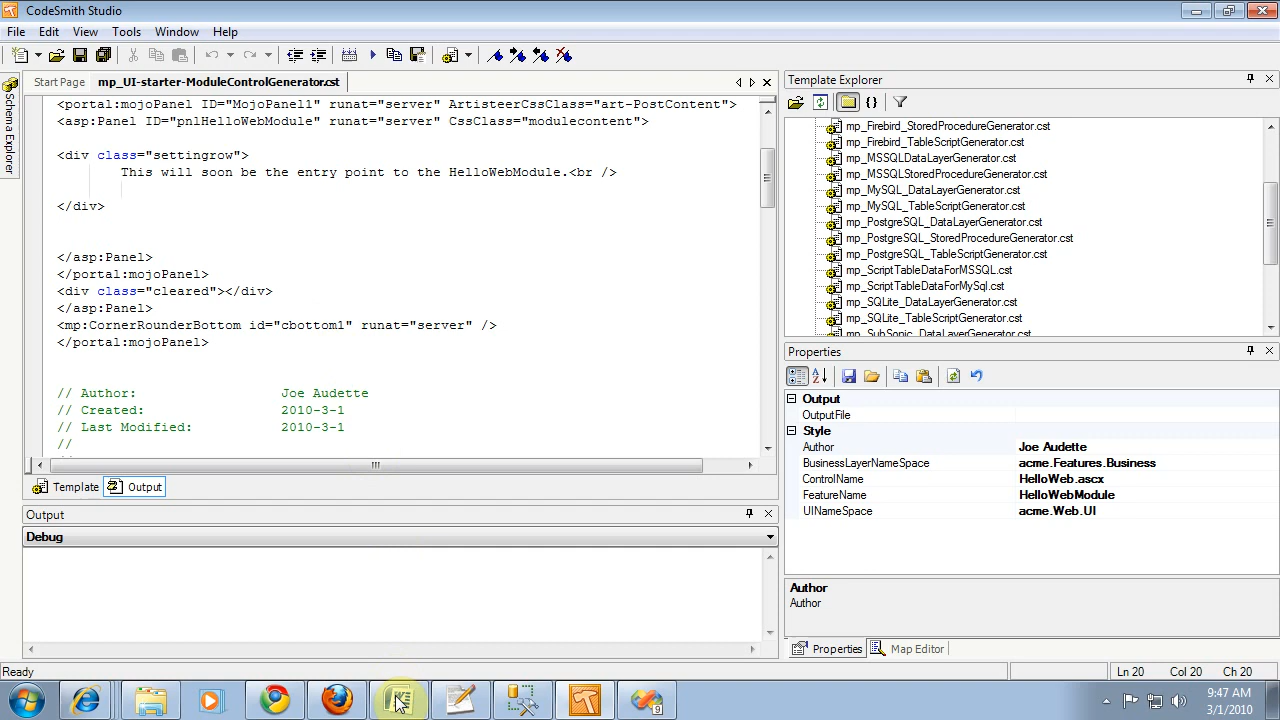 CodeSmith Studio
File Edit View Tools Window Help
Start Page mp_UI-starter-ModuleControlGenerator.cst
Schema Explorer
<portal:mojoPanel ID="MojoPanel1" runat="server" ArtisteerCssClass="art-PostContent">
<asp:Panel ID="pnlHelloWebModule" runat="server" CssClass="modulecontent">
<div class="settingrow">
This will soon be the entry point to the HelloWebModule.<br />
</div>
</asp:Panel>
</portal:mojoPanel>
<div class="cleared"></div>
</asp:Panel>
<mp:CornerRounderBottom id="cbottom1" runat="server" />
</portal:mojoPanel>
// Author: Joe Audette
// Created: 2010-3-1
// Last Modified: 2010-3-1
//
Template Output
Output
Debug
Template Explorer
mp_Firebird_StoredProcedureGenerator.cst
mp_Firebird_TableScriptGenerator.cst
mp_MSSQLDataLayerGenerator.cst
mp_MSSQLStoredProcedureGenerator.cst
mp_MySQL_DataLayerGenerator.cst
mp_MySQL_TableScriptGenerator.cst
mp_PostgreSQL_DataLayerGenerator.cst
mp_PostgreSQL_StoredProcedureGenerator.cst
mp_PostgreSQL_TableScriptGenerator.cst
mp_ScriptTableDataForMSSQL.cst
mp_ScriptTableDataForMySql.cst
mp_SQLite_DataLayerGenerator.cst
mp_SQLite_TableScriptGenerator.cst
mp_SubSonic_DataLayerGenerator.cst
Properties
Output
OutputFile
Style
Author Joe Audette
BusinessLayerNameSpace acme.Features.Business
ControlName HelloWeb.ascx
FeatureName HelloWebModule
UINameSpace acme.Web.UI
Author
Author
Properties Map Editor
Ready Ln 20 Col 20 Ch 20
9:47 AM
3/1/2010